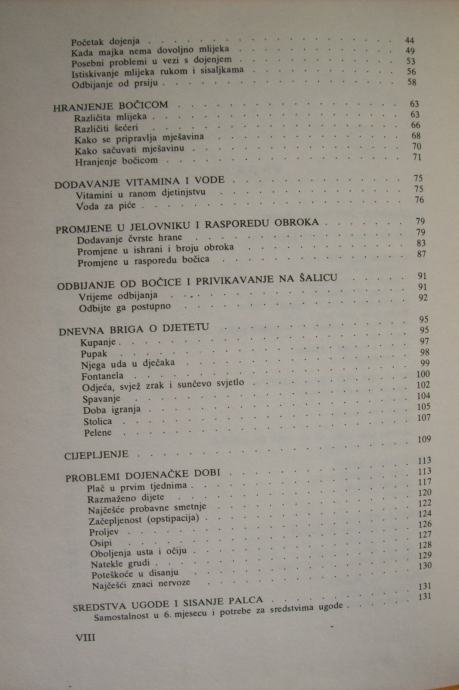 Početak dojenja . . . . . . . . . . 44
Kada majka nema dovoljno mlijeka . . . . . . . . . . 49
Posebni problemi u vezi s dojenjem . . . . . . . . . . 53
Istiskivanje mlijeka rukom i sisaljkama . . . . . . . . . . 56
Odbijanje od prsiju . . . . . . . . . . 58
HRANJENJE BOČICOM . . . . . . . . . . 63
Različita mlijeka . . . . . . . . . . 63
Različiti šećeri . . . . . . . . . . 66
Kako se pripravlja mješavina . . . . . . . . . . 68
Kako sačuvati mješavinu . . . . . . . . . . 70
Hranjenje bočicom . . . . . . . . . . 71
DODAVANJE VITAMINA I VODE . . . . . . . . . . 75
Vitamini u ranom djetinjstvu . . . . . . . . . . 75
Voda za piće . . . . . . . . . . 76
PROMJENE U JELOVNIKU I RASPOREDU OBROKA . . . . . . 79
Dodavanje čvrste hrane . . . . . . . . . . 79
Promjene u ishrani i broju obroka . . . . . . . . . . 83
Promjene u rasporedu bočica . . . . . . . . . . 87
ODBIJANJE OD BOČICE I PRIVIKAVANJE NA ŠALICU . . . . . . 91
Vrijeme odbijanja . . . . . . . . . . 91
Odbijte ga postupno . . . . . . . . . . 92
DNEVNA BRIGA O DJETETU . . . . . . . . . . 95
Kupanje . . . . . . . . . . 95
Pupak . . . . . . . . . . 97
Njega uda u dječaka . . . . . . . . . . 98
Fontanela . . . . . . . . . . 99
Odjeća, svjež zrak i sunčevo svjetlo . . . . . . . . . . 100
Spavanje . . . . . . . . . . 102
Doba igranja . . . . . . . . . . 104
Stolica . . . . . . . . . . 105
Pelene . . . . . . . . . . 107
CIJEPLJENJE . . . . . . . . . . 109
PROBLEMI DOJENAČKE DOBI . . . . . . . . . . 113
Plač u prvim tjednima . . . . . . . . . . 113
Razmaženo dijete . . . . . . . . . . 117
Najčešće probavne smetnje . . . . . . . . . . 120
Začepljenost (opstipacija) . . . . . . . . . . 122
Proljev . . . . . . . . . . 124
Osipi . . . . . . . . . . 126
Oboljenja usta i očiju . . . . . . . . . . 127
Natekle grudi . . . . . . . . . . 128
Poteškoće u disanju . . . . . . . . . . 129
Najčešći znaci nervoze . . . . . . . . . . 130
SREDSTVA UGODE I SISANJE PALCA . . . . . . . . . . 131
Samostalnost u 6. mjesecu i potrebe za sredstvima ugode . . . . . . 131
VIII